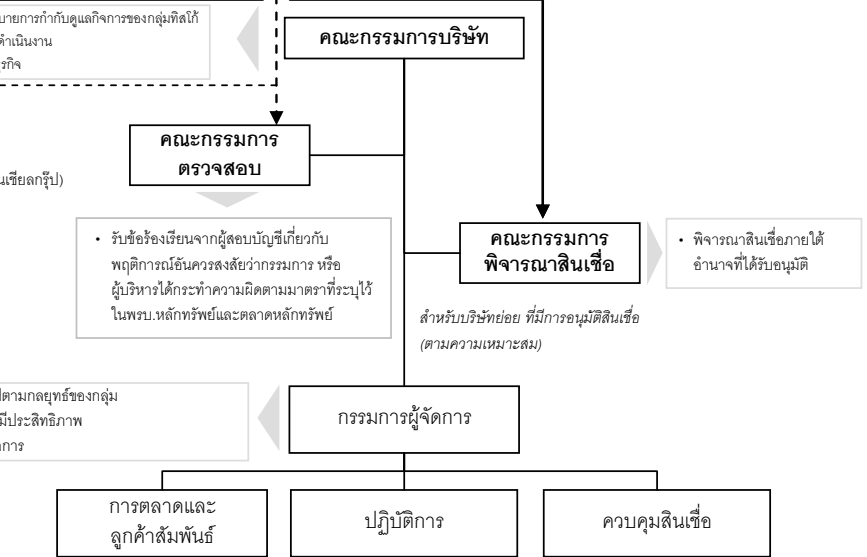 บายการกำกับดูแลกิจการของกลุ่มทิสโก้
ดำเนินงาน
ุรกิจ
คณะกรรมการบริษัท
คณะกรรมการ
ตรวจสอบ
นเชียลกรุ๊ป)
• รับข้อร้องเรียนจากผู้สอบบัญชีเกี่ยวกับ
พฤติการณ์อันควรสงสัยว่ากรรมการ หรือ
ผู้บริหารได้กระทำความผิดตามมาตราที่ระบุไว้
ในพรบ.หลักทรัพย์และตลาดหลักทรัพย์
คณะกรรมการ
พิจารณาสินเชื่อ
• พิจารณาสินเชื่อภายใต้
อำนาจที่ได้รับอนุมัติ
สำหรับบริษัทย่อย ที่มีการอนุมัติสินเชื่อ
(ตามความเหมาะสม)
ตามกลยุทธ์ของกลุ่ม
มีประสิทธิภาพ
การ
กรรมการผู้จัดการ
การตลาดและ
ลูกค้าสัมพันธ์
ปฏิบัติการ
ควบคุมสินเชื่อ